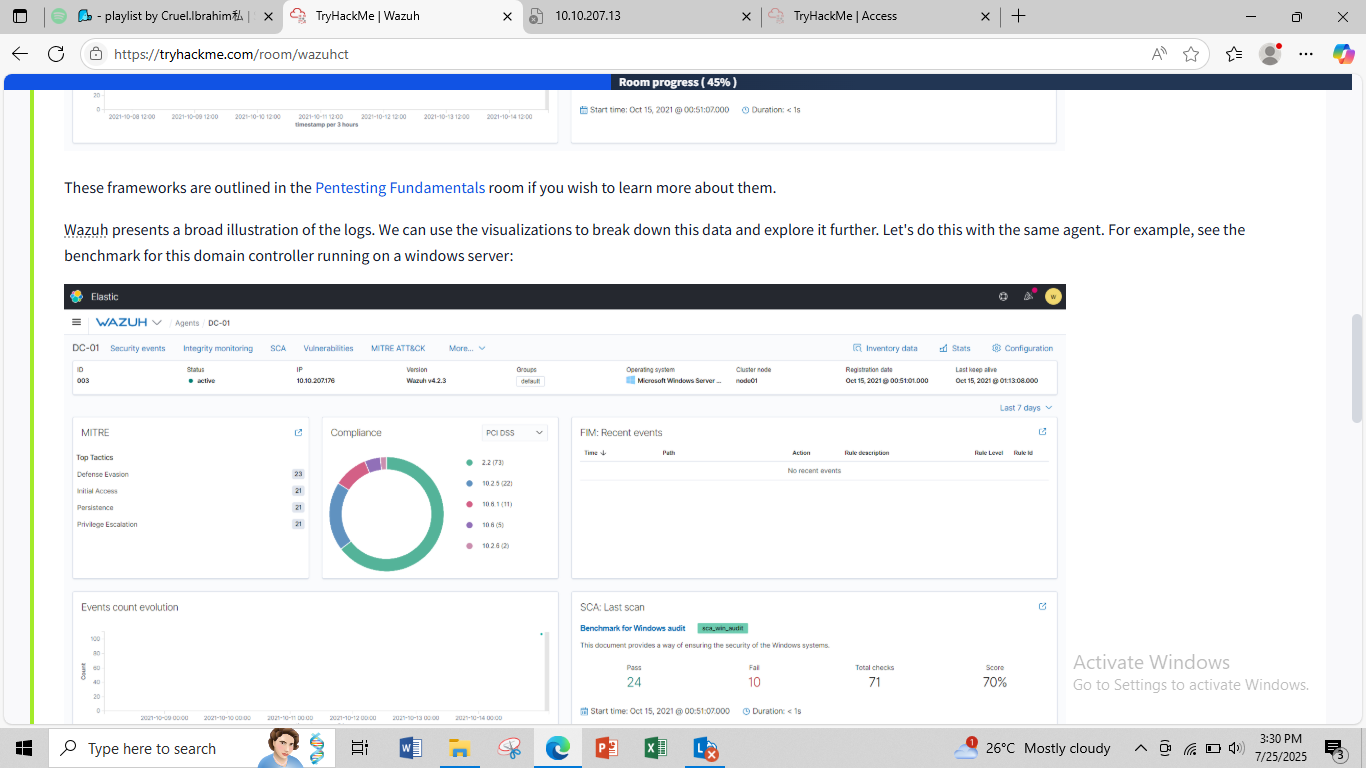 - playlist by Cruel.Ibrahim私 |
TryHackMe | Wazuh
10.10.207.13
TryHackMe | Access
https://tryhackme.com/room/wazuhct
Room progress ( 45% )
20
0
2021-10-08 12:00 2021-10-09 12:00 2021-10-10 12:00 2021-10-11 12:00 2021-10-12 12:00 2021-10-13 12:00 2021-10-14 12:00
timestamp per 3 hours
Start time: Oct 15, 2021 @ 00:51:07.000 Duration: < 1s
These frameworks are outlined in the Pentesting Fundamentals room if you wish to learn more about them.
Wazuh presents a broad illustration of the logs. We can use the visualizations to break down this data and explore it further. Let's do this with the same agent. For example, see the
benchmark for this domain controller running on a windows server:
Elastic
W
WAZUH / Agents DC-01
DC-01 Security events Integrity monitoring SCA Vulnerabilities MITRE ATT&CK More... Inventory data Stats Configuration
ID Status IP Version Groups Operating system Cluster node Registration date Last keep alive
003 active 10.10.207.176 Wazuh v4.2.3 default Microsoft Windows Server ... node01 Oct 15, 2021 @ 00:51:01.000 Oct 15, 2021 @ 01:13:08.000
Last 7 days
MITRE
Top Tactics
Defense Evasion 23
Initial Access 21
Persistence 21
Privilege Escalation 21
Compliance PCI DSS
2.2 (73)
10.2.5 (22)
10.6.1 (11)
10.6 (5)
10.2.6 (2)
FIM: Recent events
Time Path Action Rule description Rule Level Rule Id
No recent events
Events count evolution
Count
100
80
60
40
20
0
2021-10-09 00:00 2021-10-10 00:00 2021-10-11 00:00 2021-10-12 00:00 2021-10-13 00:00 2021-10-14 00:00
SCA: Last scan
Benchmark for Windows audit sca_win_audit
This document provides a way of ensuring the security of the Windows systems.
Pass Fail Total checks Score
24 10 71 70%
Start time: Oct 15, 2021 @ 00:51:07.000 Duration: < 1s
Activate Windows
Go to Settings to activate Windows.
Type here to search
1
26°C Mostly cloudy
3:30 PM
7/25/2025
3